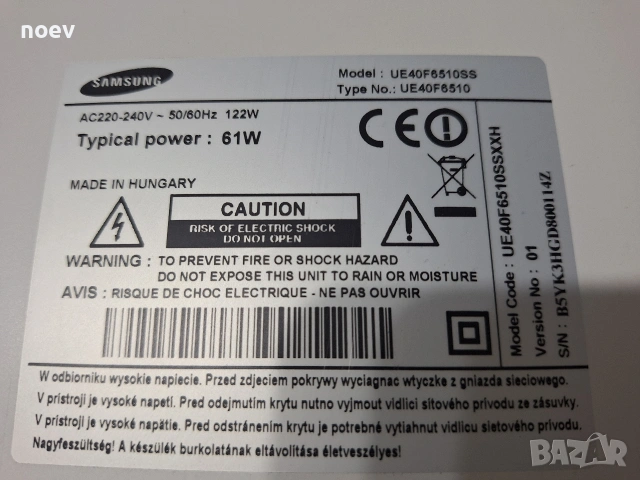 noev
SAMSUNG
Model : UE40F6510SS
Type No.: UE40F6510
AC220-240V ~ 50/60Hz 122W
Typical power : 61W
MADE IN HUNGARY
CAUTION
RISK OF ELECTRIC SHOCK
DO NOT OPEN
WARNING : TO PREVENT FIRE OR SHOCK HAZARD
DO NOT EXPOSE THIS UNIT TO RAIN OR MOISTURE
AVIS : RISQUE DE CHOC ELECTRIQUE - NE PAS OUVRIR
Model Code : UE40F6510SSXXH
Version No : 01
S/N : B5YK3HGD800114Z
W odbiorniku wysokie napiecie. Przed zdjeciem pokrywy wyciagnac wtyczke z gniazda sieciowego.
V pristroji je vysoké napeti. Pred odejmutím krytu nutno vyjmout vidlici sitového privodu ze zásuvky.
V prístroji je vysoké napätie. Pred odstránením krytu je potrebné vytiahnut vidlicu sietového prívodu.
Nagyfeszültség! A készülék burkolatának eltávolítása életveszélyes!
BAZAR